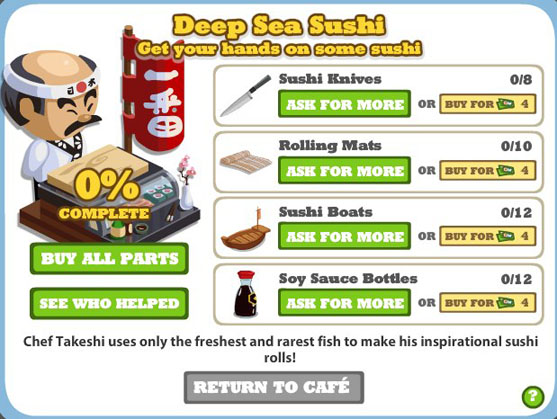 Deep Sea Sushi
Get your hands on some sushi
0%
COMPLETE
BUY ALL PARTS
SEE WHO HELPED
Sushi Knives 0/8
ASK FOR MORE OR BUY FOR 4
Rolling Mats 0/10
ASK FOR MORE OR BUY FOR 4
Sushi Boats 0/12
ASK FOR MORE OR BUY FOR 4
Soy Sauce Bottles 0/12
ASK FOR MORE OR BUY FOR 4
Chef Takeshi uses only the freshest and rarest fish to make his inspirational sushi
rolls!
RETURN TO CAFÉ
?